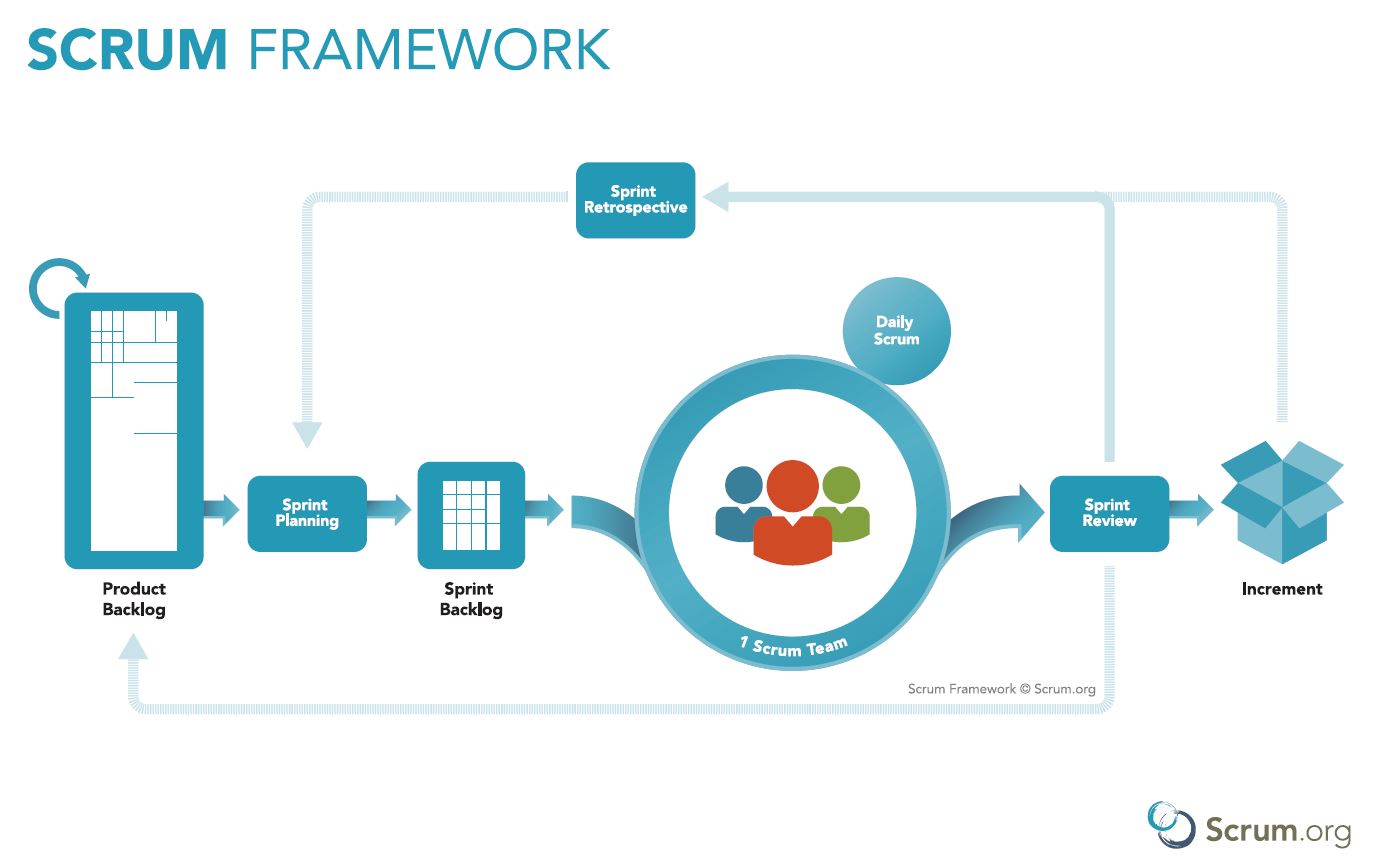 SCRUM FRAMEWORK
Sprint
Retrospective
Daily
Scrum
Sprint
Planning
Sprint
Review
Product
Backlog
Sprint
Backlog
Increment
1 Scrum Team
Scrum Framework © Scrum.org
Scrum.org